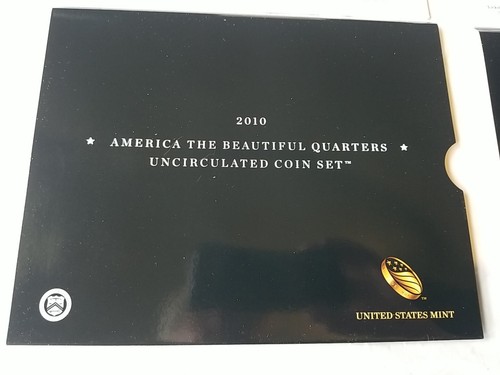 2010
★ AMERICA THE BEAUTIFUL QUARTERS ★
UNCIRCULATED COIN SET™
UNITED STATES MINT